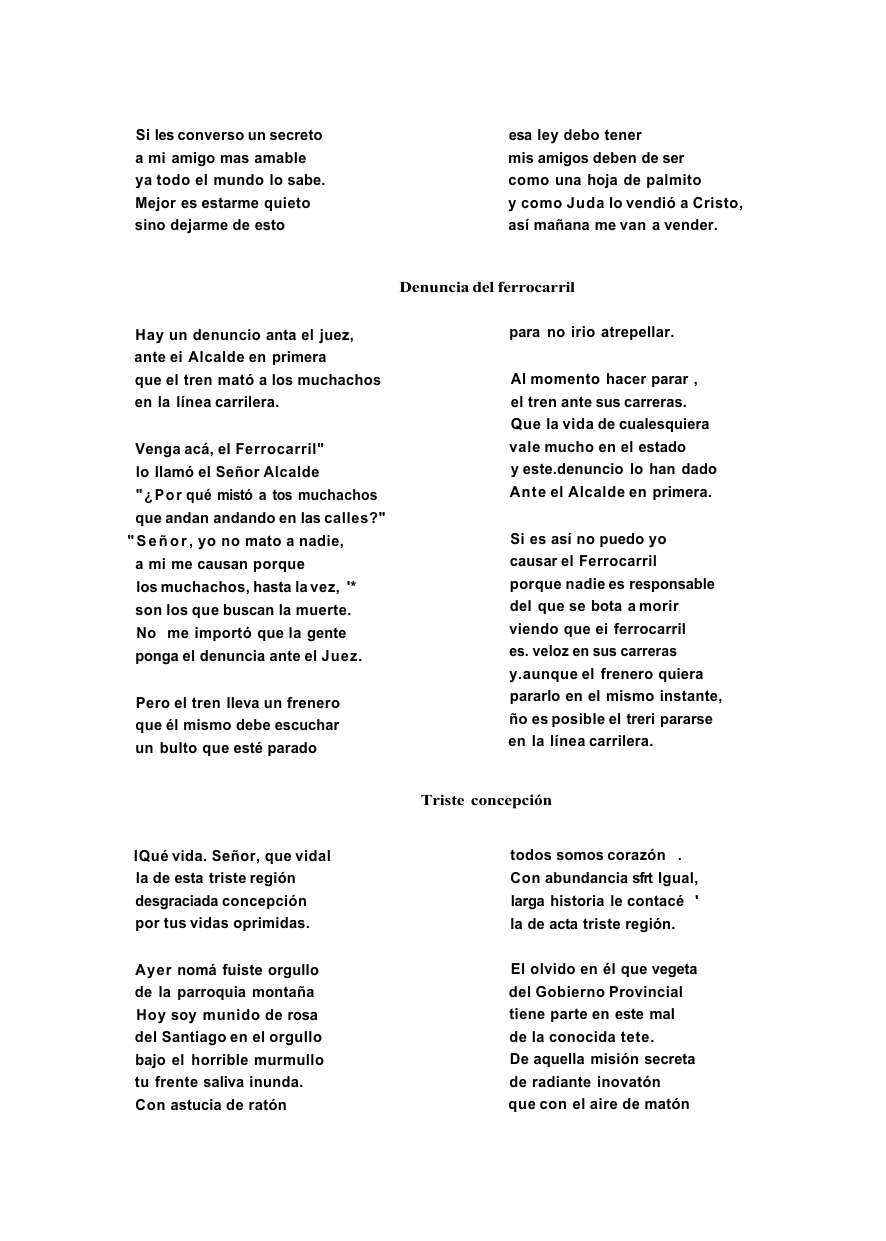 Si les converso un secreto
a mi amigo mas amable
ya todo el mundo lo sabe.
Mejor es estarme quieto
sino dejarme de esto
esa ley debo tener
mis amigos deben de ser
como una hoja de palmito
y como Juda lo vendió a Cristo,
así mañana me van a vender.
Denuncia del ferrocarril
Hay un denuncio anta el juez,
ante ei Alcalde en primera
que el tren mató a los muchachos
en la línea carrilera.
Venga acá, el Ferrocarril"
lo llamó el Señor Alcalde
"¿Por qué mistó a tos muchachos
que andan andando en las calles?"
"Señor, yo no mato a nadie,
a mi me causan porque
los muchachos, hasta la vez, '*
son los que buscan la muerte.
No me importó que la gente
ponga el denuncia ante el Juez.
Pero el tren lleva un frenero
que él mismo debe escuchar
un bulto que esté parado
para no irio atrepellar.
Al momento hacer parar ,
el tren ante sus carreras.
Que la vida de cualesquiera
vale mucho en el estado
y este.denuncio lo han dado
Ante el Alcalde en primera.
Si es así no puedo yo
causar el Ferrocarril
porque nadie es responsable
del que se bota a morir
viendo que ei ferrocarril
es. veloz en sus carreras
y.aunque el frenero quiera
pararlo en el mismo instante,
ño es posible el treri pararse
en la línea carrilera.
Triste concepción
lQué vida. Señor, que vidal
la de esta triste región
desgraciada concepción
por tus vidas oprimidas.
Ayer nomá fuiste orgullo
de la parroquia montaña
Hoy soy munido de rosa
del Santiago en el orgullo
bajo el horrible murmullo
tu frente saliva inunda.
Con astucia de ratón
todos somos corazón .
Con abundancia sfrt Igual,
larga historia le contacé '
la de acta triste región.
El olvido en él que vegeta
del Gobierno Provincial
tiene parte en este mal
de la conocida tete.
De aquella misión secreta
de radiante inovatón
que con el aire de matón